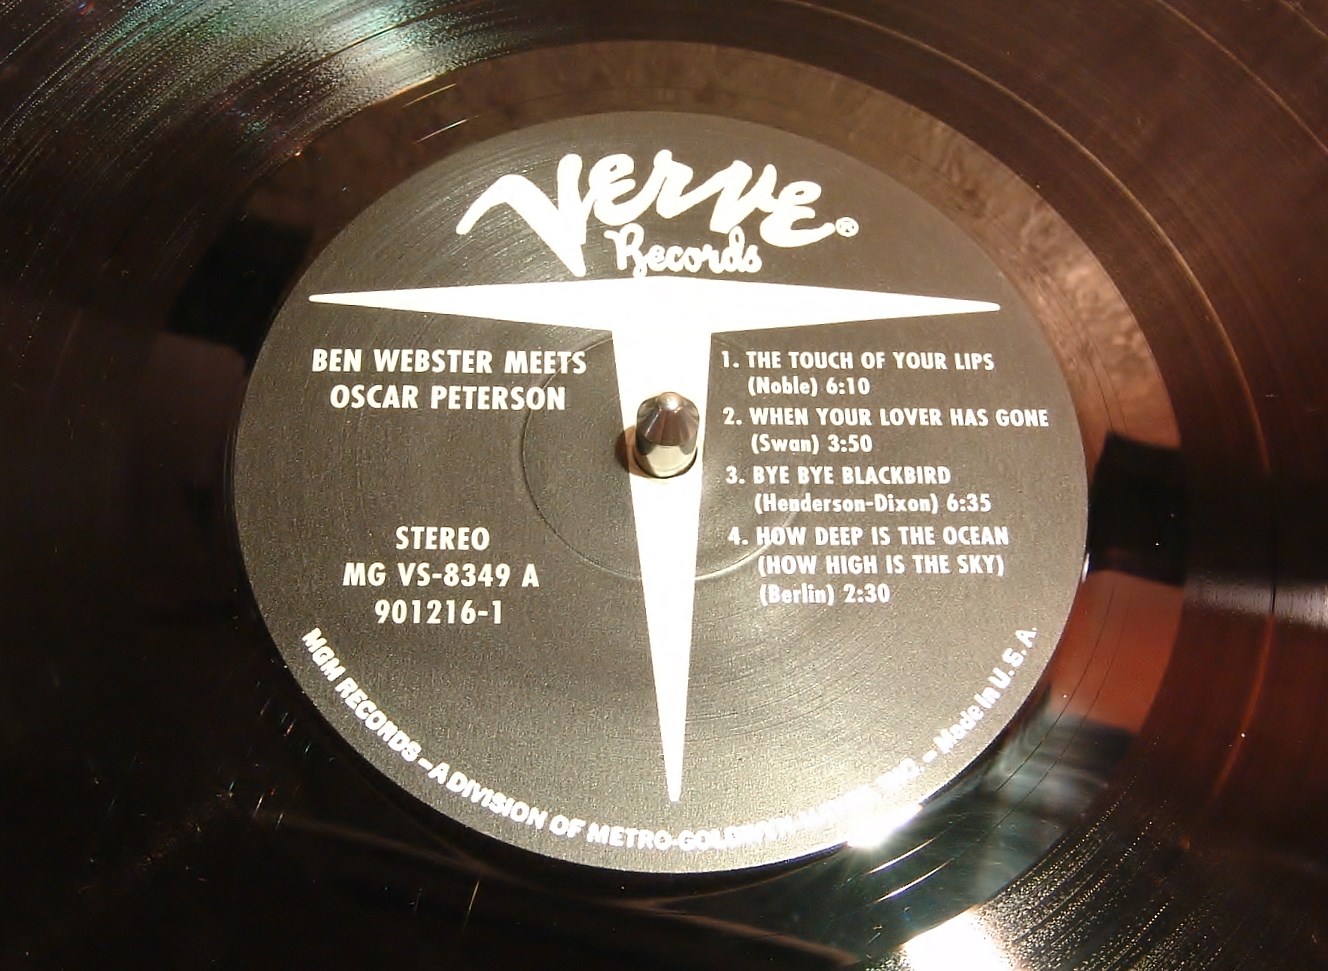 Verve®
Records
BEN WEBSTER MEETS
OSCAR PETERSON
STEREO
MG VS-8349 A
901216-1
1. THE TOUCH OF YOUR LIPS
(Noble) 6:10
2. WHEN YOUR LOVER HAS GONE
(Swan) 3:50
3. BYE BYE BLACKBIRD
(Henderson-Dixon) 6:35
4. HOW DEEP IS THE OCEAN
(HOW HIGH IS THE SKY)
(Berlin) 2:30
MGM RECORDS – A DIVISION OF METRO-GOLDWYN-MAYER, INC. – Made in U.S.A.